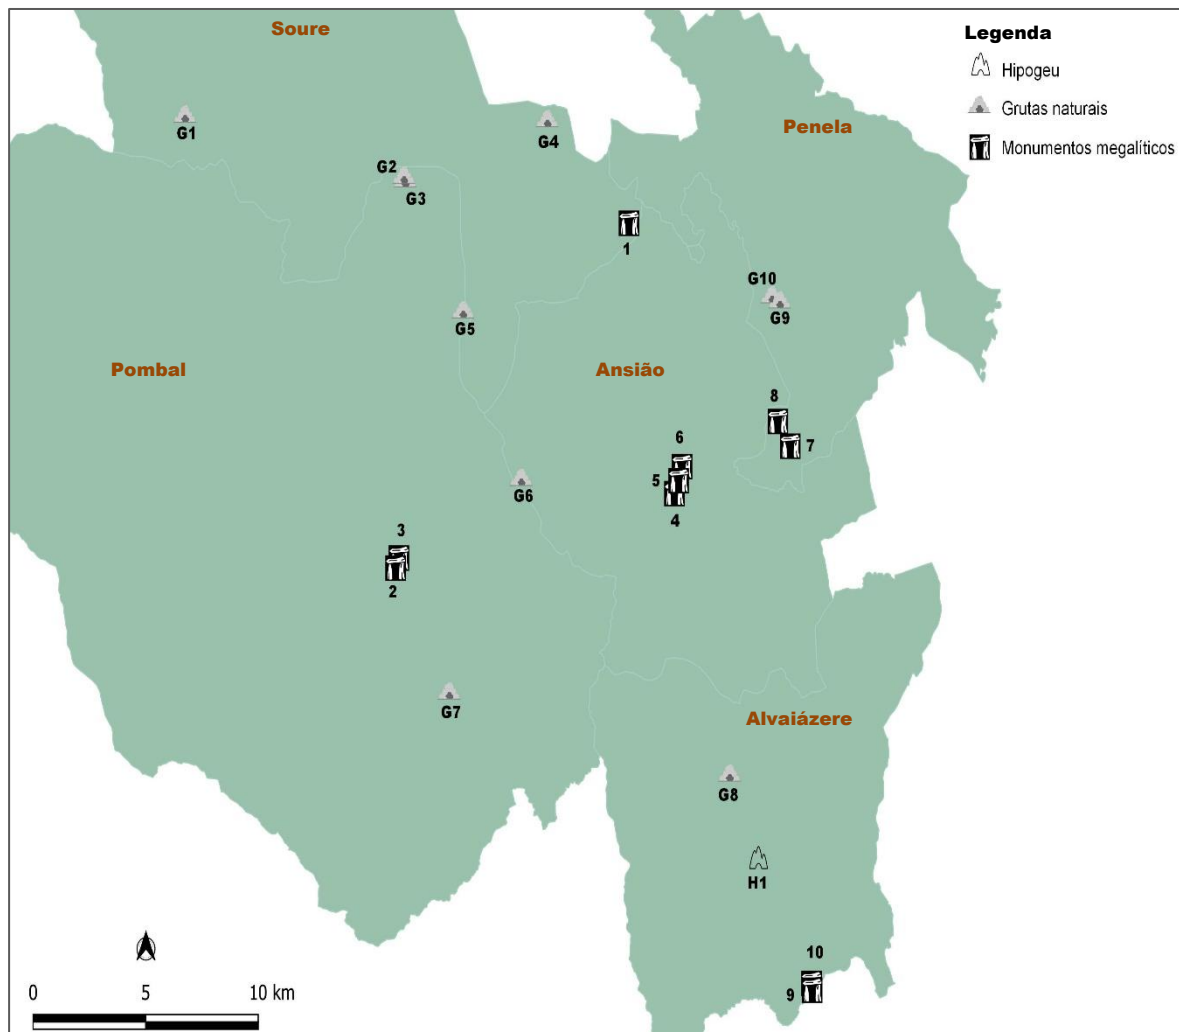 Soure
Legenda
Hipogeu
Grutas naturais
Monumentos megalíticos
Penela
G1
G4
G2
G3
1
G10
G9
G5
Pombal
Ansião
8
7
6
5
4
G6
3
2
G7
Alvaiázere
G8
H1
10
9
0 5 10 km